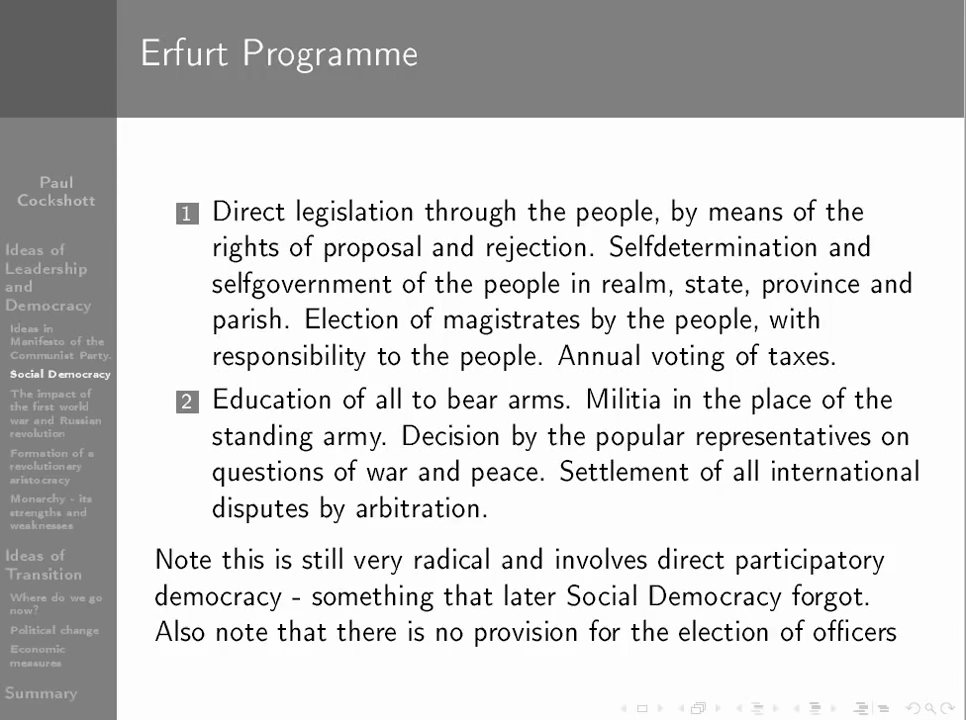 Erfurt Programme
Paul
Cockshott
Ideas of
Leadership
and
Democracy
Ideas in
Manifesto of the
Communist Party.
Social Democracy
The impact of
the first world
war and Russian
revolution
Formation of a
revolutionary
aristocracy
Monarchy - its
strengths and
weaknesses
Ideas of
Transition
Where do we go
now?
Political change
Economic
measures
Summary
1 Direct legislation through the people, by means of the
rights of proposal and rejection. Selfdetermination and
selfgovernment of the people in realm, state, province and
parish. Election of magistrates by the people, with
responsibility to the people. Annual voting of taxes.
2 Education of all to bear arms. Militia in the place of the
standing army. Decision by the popular representatives on
questions of war and peace. Settlement of all international
disputes by arbitration.
Note this is still very radical and involves direct participatory
democracy - something that later Social Democracy forgot.
Also note that there is no provision for the election of officers